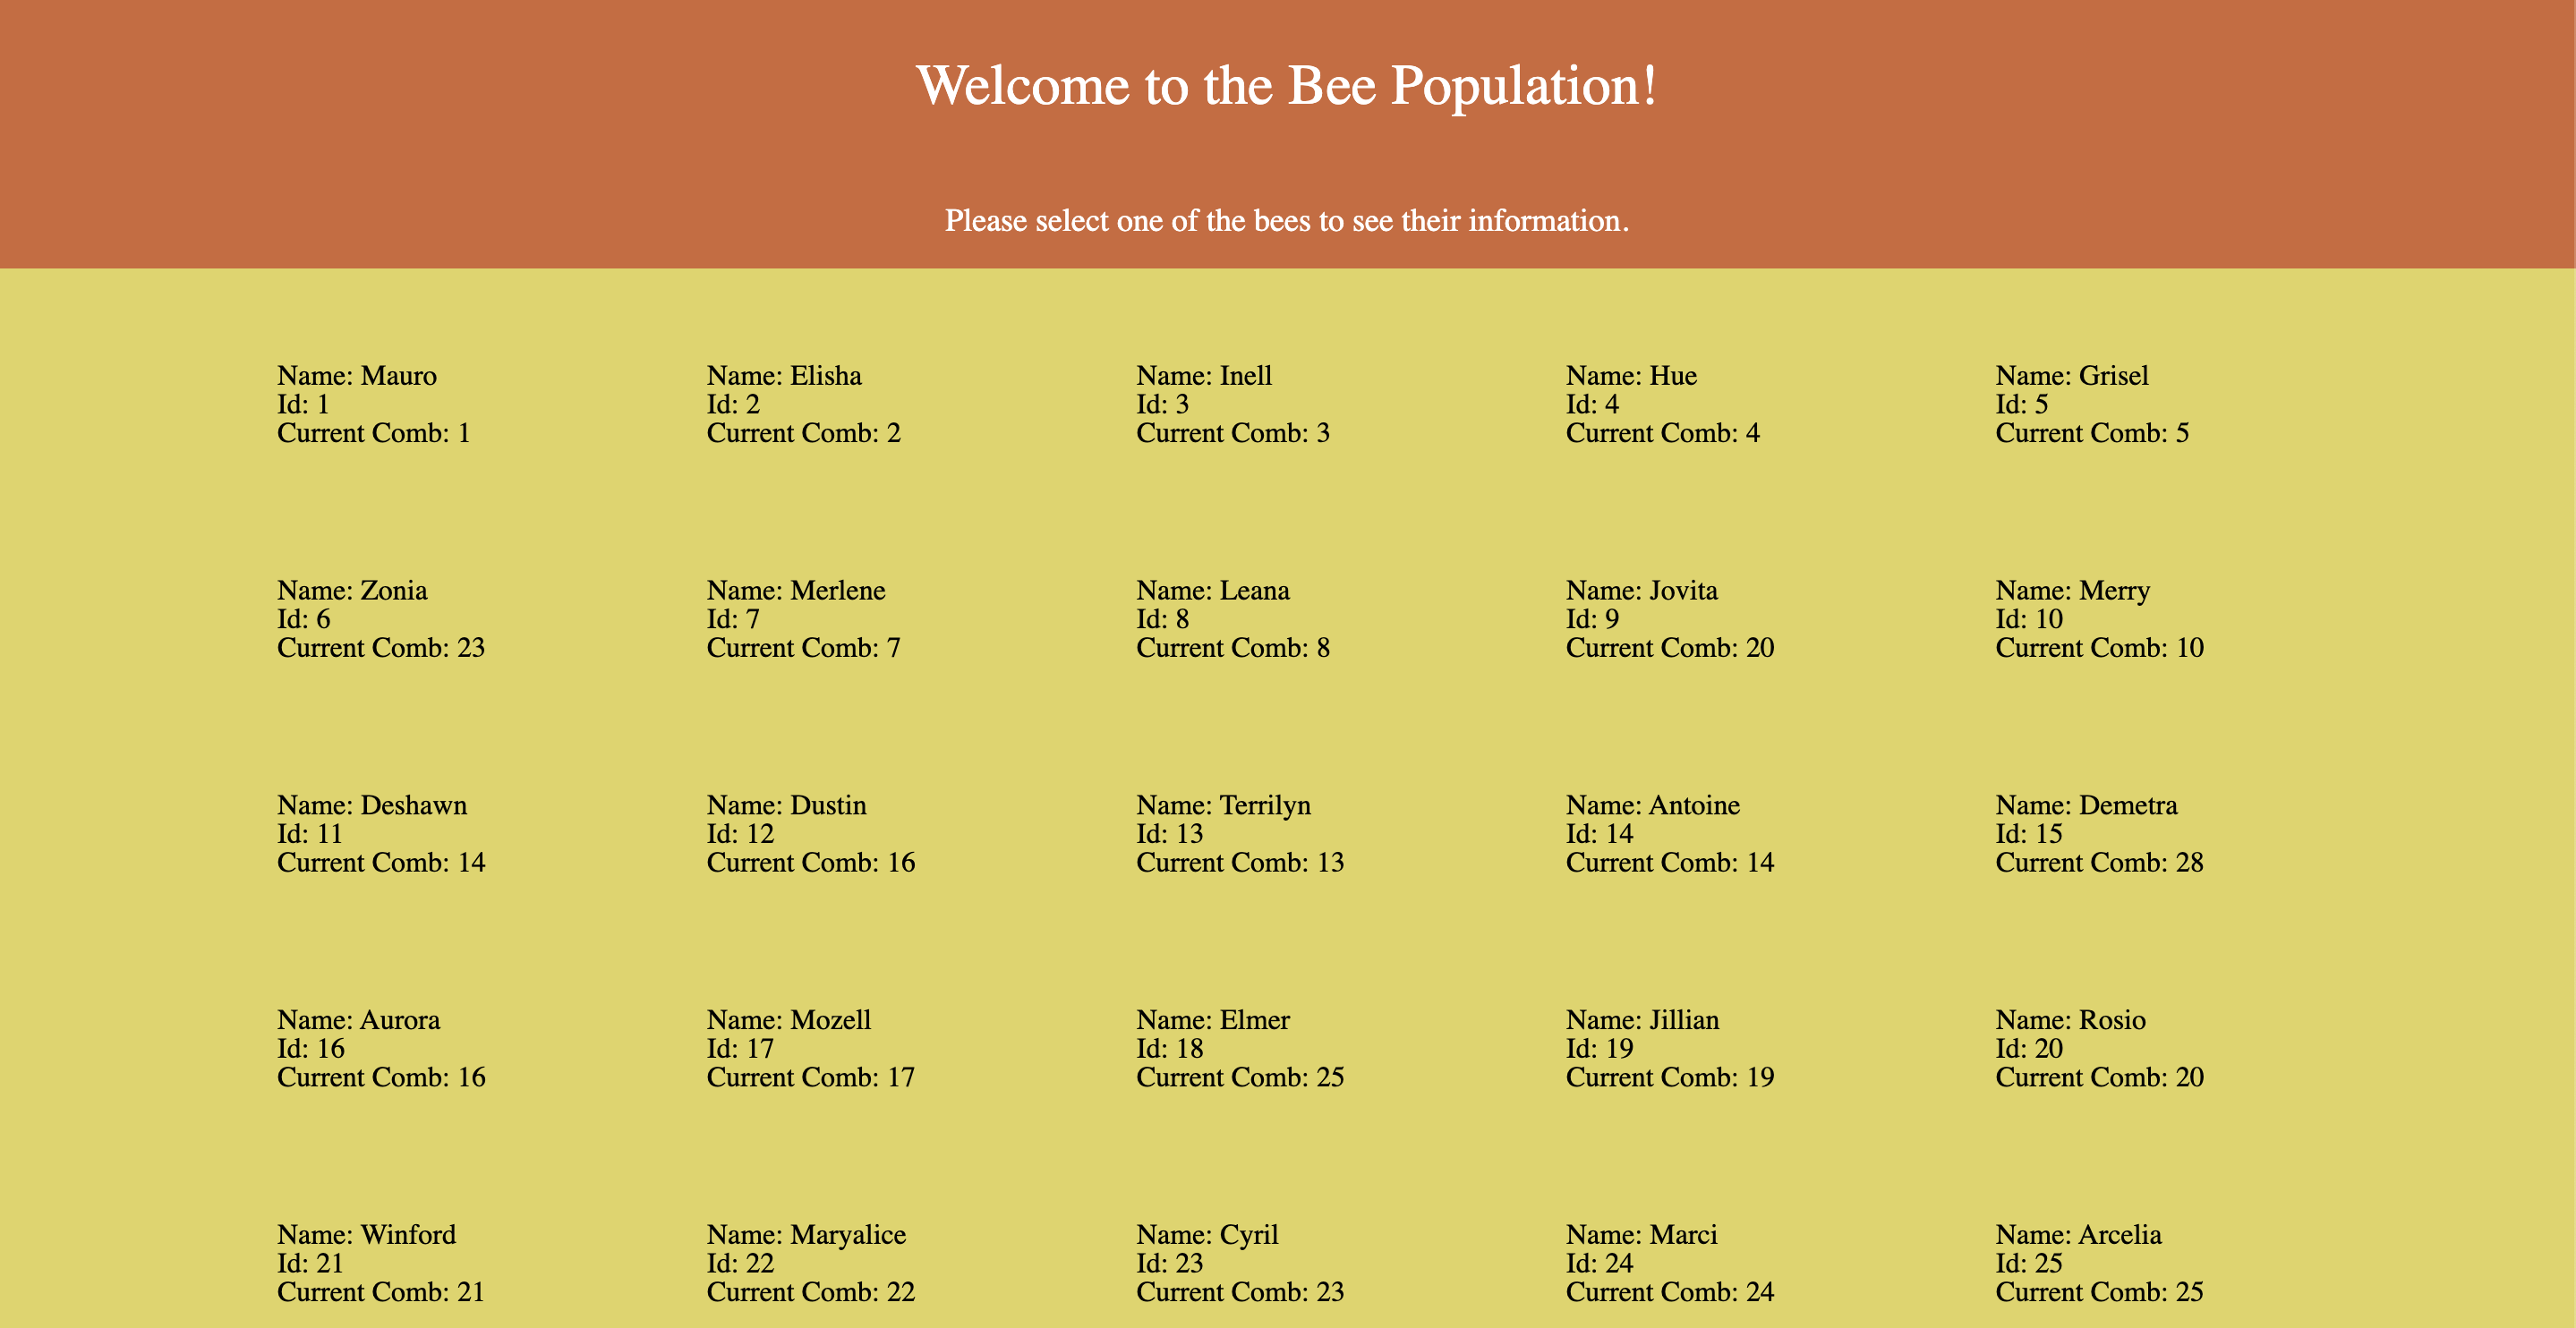 Welcome to the Bee Population!
Please select one of the bees to see their information.
Name: Mauro
Id: 1
Current Comb: 1
Name: Elisha
Id: 2
Current Comb: 2
Name: Inell
Id: 3
Current Comb: 3
Name: Hue
Id: 4
Current Comb: 4
Name: Grisel
Id: 5
Current Comb: 5
Name: Zonia
Id: 6
Current Comb: 23
Name: Merlene
Id: 7
Current Comb: 7
Name: Leana
Id: 8
Current Comb: 8
Name: Jovita
Id: 9
Current Comb: 20
Name: Merry
Id: 10
Current Comb: 10
Name: Deshawn
Id: 11
Current Comb: 14
Name: Dustin
Id: 12
Current Comb: 16
Name: Terrilyn
Id: 13
Current Comb: 13
Name: Antoine
Id: 14
Current Comb: 14
Name: Demetra
Id: 15
Current Comb: 28
Name: Aurora
Id: 16
Current Comb: 16
Name: Mozell
Id: 17
Current Comb: 17
Name: Elmer
Id: 18
Current Comb: 25
Name: Jillian
Id: 19
Current Comb: 19
Name: Rosio
Id: 20
Current Comb: 20
Name: Winford
Id: 21
Current Comb: 21
Name: Maryalice
Id: 22
Current Comb: 22
Name: Cyril
Id: 23
Current Comb: 23
Name: Marci
Id: 24
Current Comb: 24
Name: Arcelia
Id: 25
Current Comb: 25